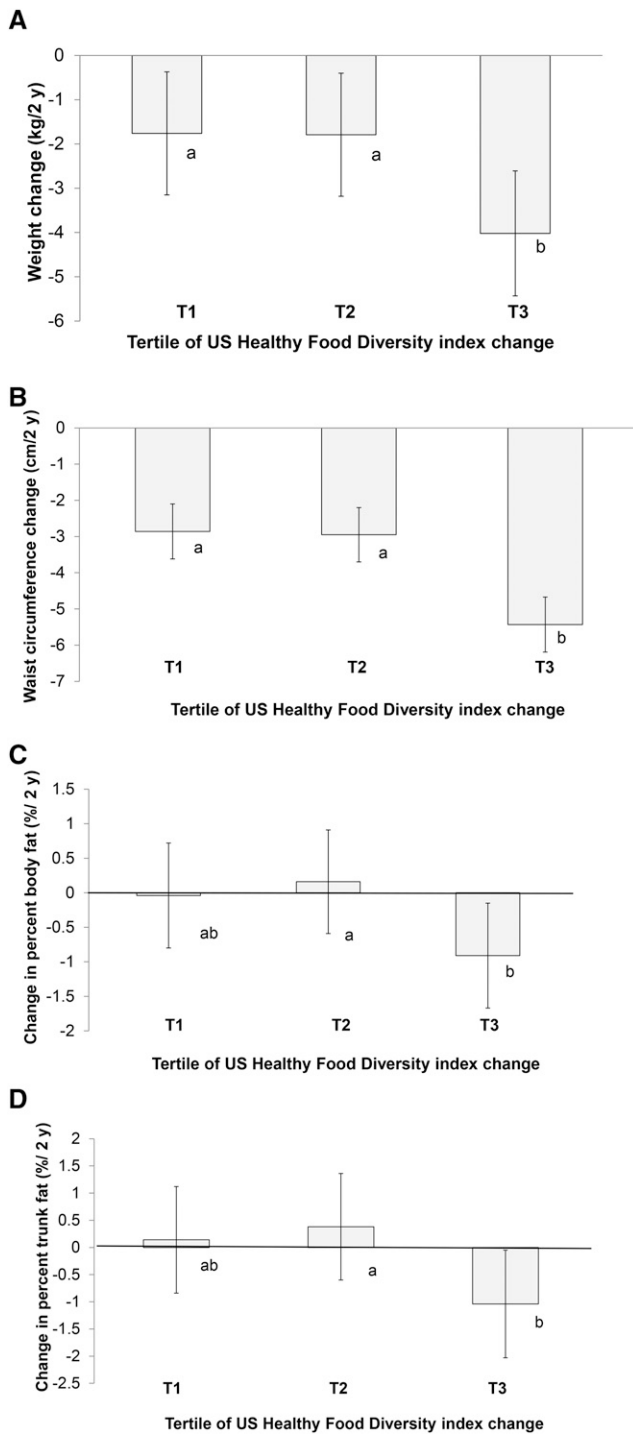 A
Weight change (kg/2 y)
0
-1
-2
-3
-4
-5
-6
a
a
b
T1 T2 T3
Tertile of US Healthy Food Diversity index change
B
Waist circumference change (cm/2 y)
0
-1
-2
-3
-4
-5
-6
-7
a
a
b
T1 T2 T3
Tertile of US Healthy Food Diversity index change
C
Change in percent body fat (%/ 2 y)
1.5
1
0.5
0
-0.5
-1
-1.5
-2
ab
a
b
T1 T2 T3
Tertile of US Healthy Food Diversity index change
D
Change in percent trunk fat (%/ 2 y)
2
1.5
1
0.5
0
-0.5
-1
-1.5
-2
-2.5
ab
a
b
T1 T2 T3
Tertile of US Healthy Food Diversity index change